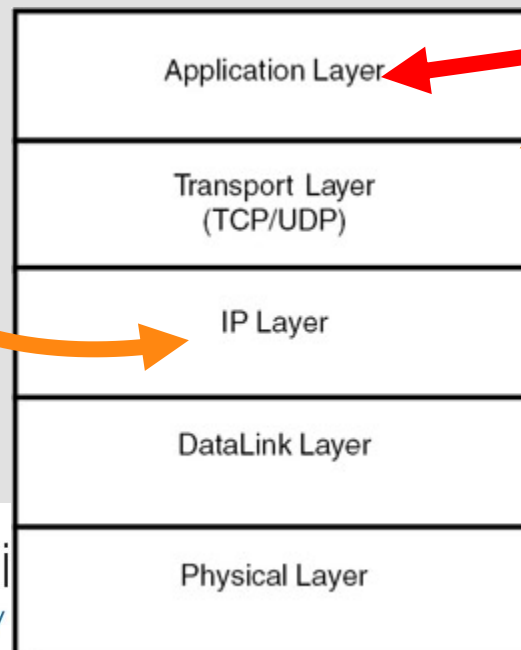 Application Layer
Transport Layer
(TCP/UDP)
IP Layer
DataLink Layer
Physical Layer